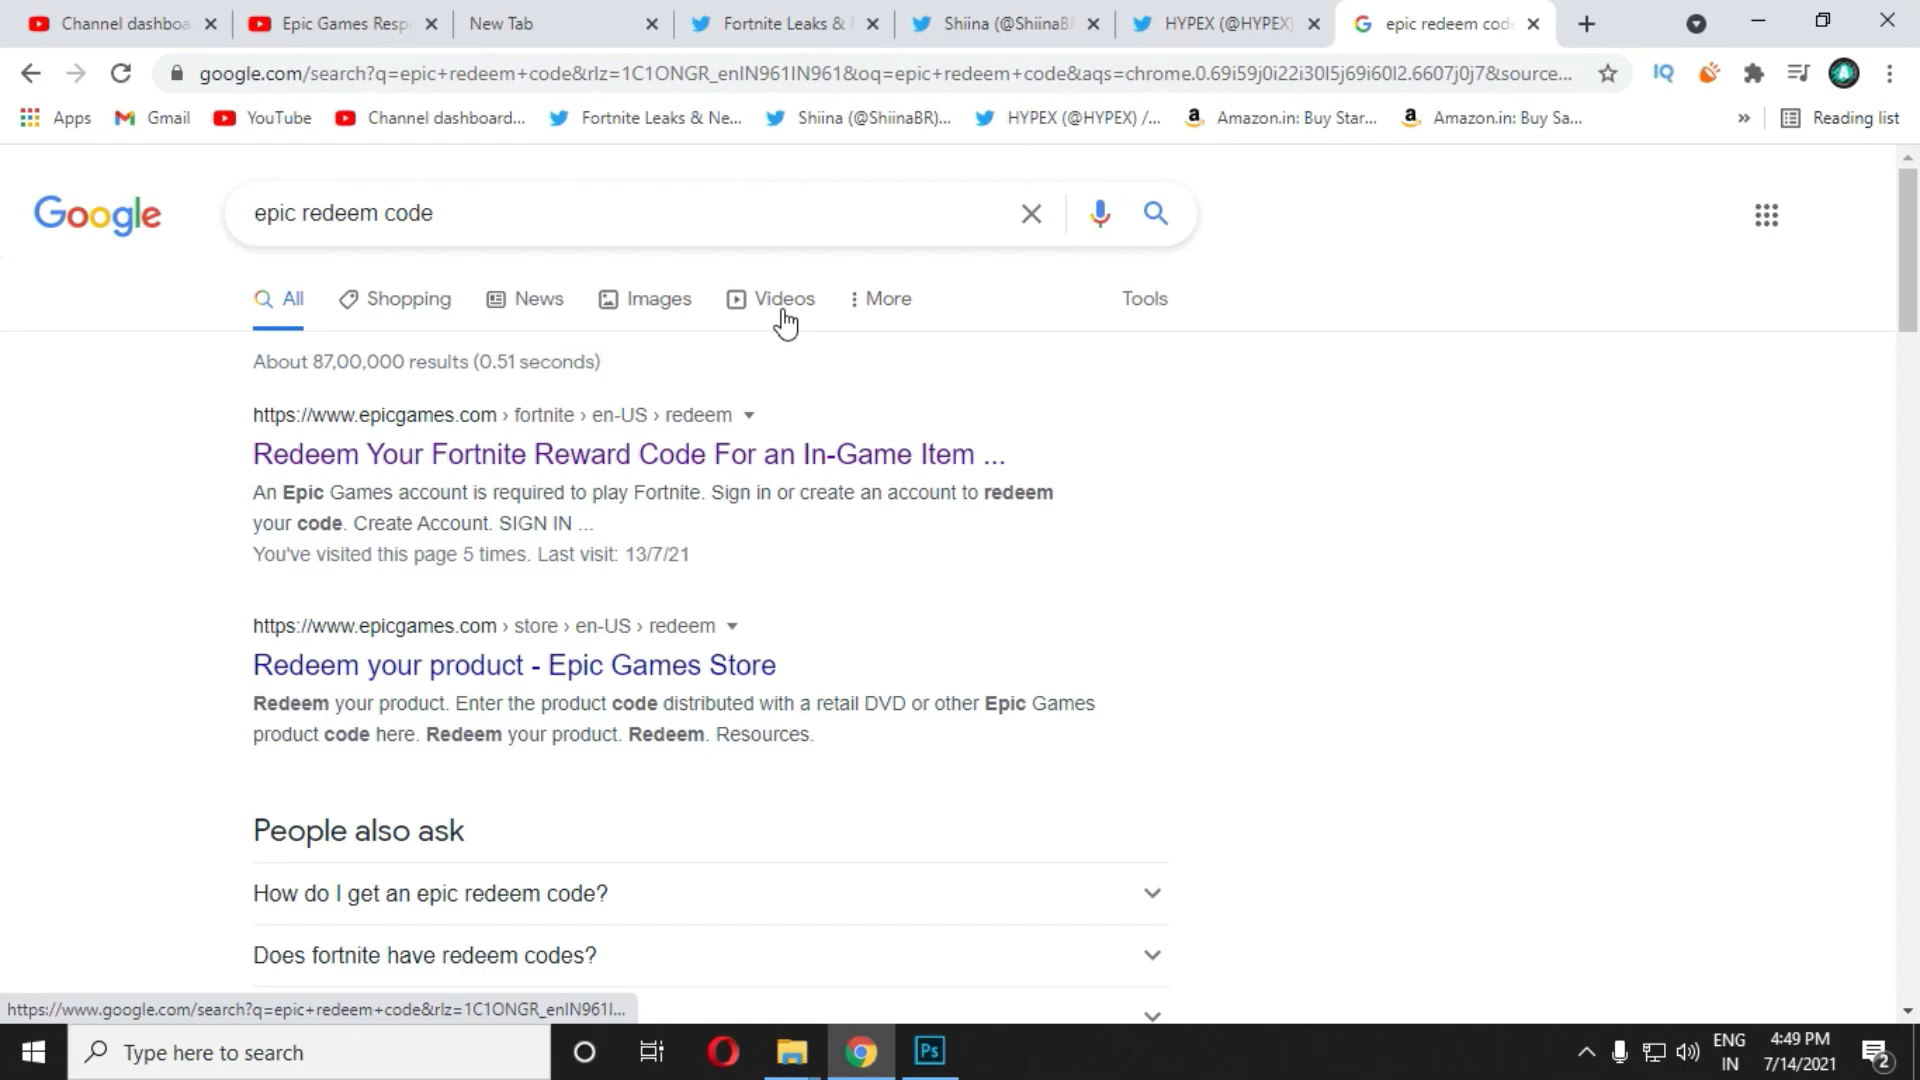 Channel dashboa
Epic Games Resp
New Tab
Fortnite Leaks &
Shiina (@ShiinaB
HYPEX (@HYPEX)
epic redeem cod
google.com/search?q=epic+redeem+code&rlz=1C1ONGR_enIN961IN961&oq=epic+redeem+code&aqs=chrome.0.69i59j0i22i30l5j69i60l2.6607j0j7&source...
IQ
Apps
Gmail
YouTube
Channel dashboard...
Fortnite Leaks & Ne...
Shiina (@ShiinaBR)...
HYPEX (@HYPEX) /...
Amazon.in: Buy Star...
Amazon.in: Buy Sa...
»
Reading list
Google
epic redeem code
All
Shopping
News
Images
Videos
More
Tools
About 87,00,000 results (0.51 seconds)
https://www.epicgames.com › fortnite › en-US › redeem
Redeem Your Fortnite Reward Code For an In-Game Item ...
An Epic Games account is required to play Fortnite. Sign in or create an account to redeem
your code. Create Account. SIGN IN ...
You've visited this page 5 times. Last visit: 13/7/21
https://www.epicgames.com › store › en-US › redeem
Redeem your product - Epic Games Store
Redeem your product. Enter the product code distributed with a retail DVD or other Epic Games
product code here. Redeem your product. Redeem. Resources.
People also ask
How do I get an epic redeem code?
Does fortnite have redeem codes?
https://www.google.com/search?q=epic+redeem+code&rlz=1C1ONGR_enIN961I...
Type here to search
Ps
ENG
IN
4:49 PM
7/14/2021
2